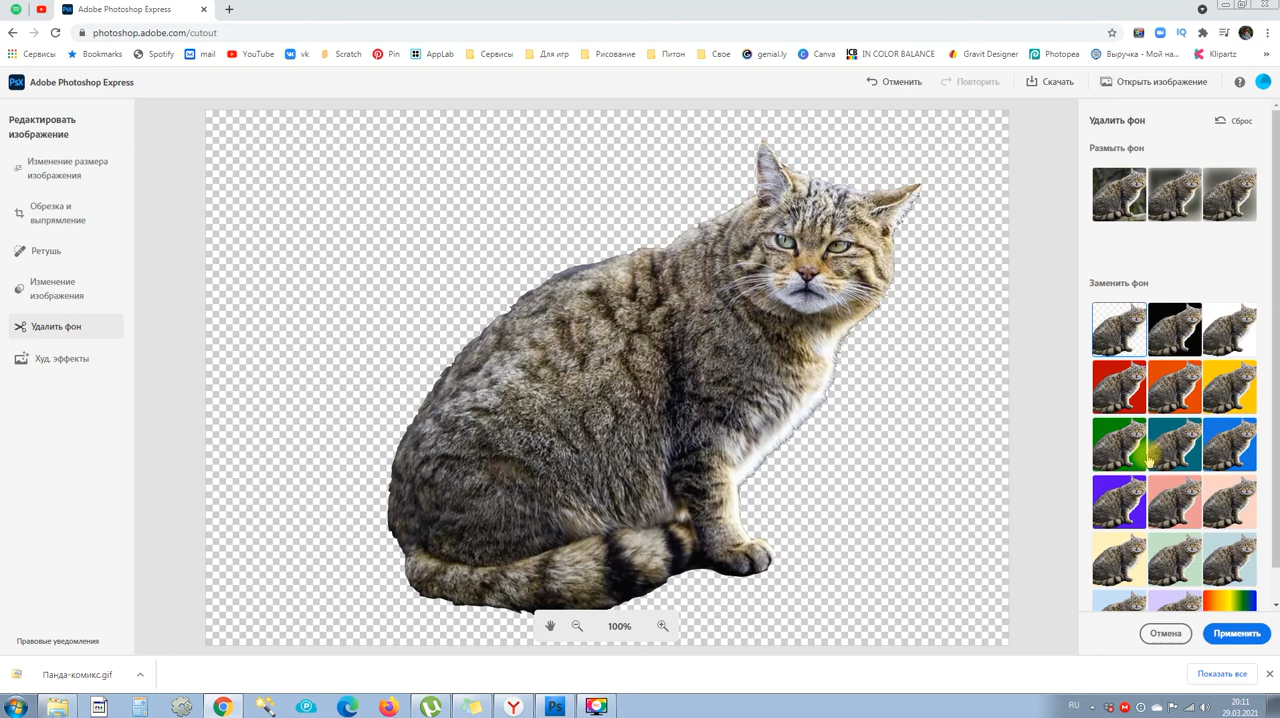 Adobe Photoshop Express
photoshop.adobe.com/cutout
Сервисы Bookmarks Spotify mail YouTube vk Scratch Pin AppLab Сервисы Для игр Рисование Питон Свое genial.ly Canva ICB IN COLOR BALANCE Gravit Designer Photopea Выручка - Мой на... Klipartz
PsX Adobe Photoshop Express
Отменить Повторить Скачать Открыть изображение
Редактировать
изображение
Изменение размера
изображения
Обрезка и
выпрямление
Ретушь
Изменение
изображения
Удалить фон
Худ. эффекты
Правовые уведомления
100%
Удалить фон Сброс
Размыть фон
Заменить фон
Отмена Применить
Панда-комикс.gif
Показать все
RU
20:11
29.03.2021